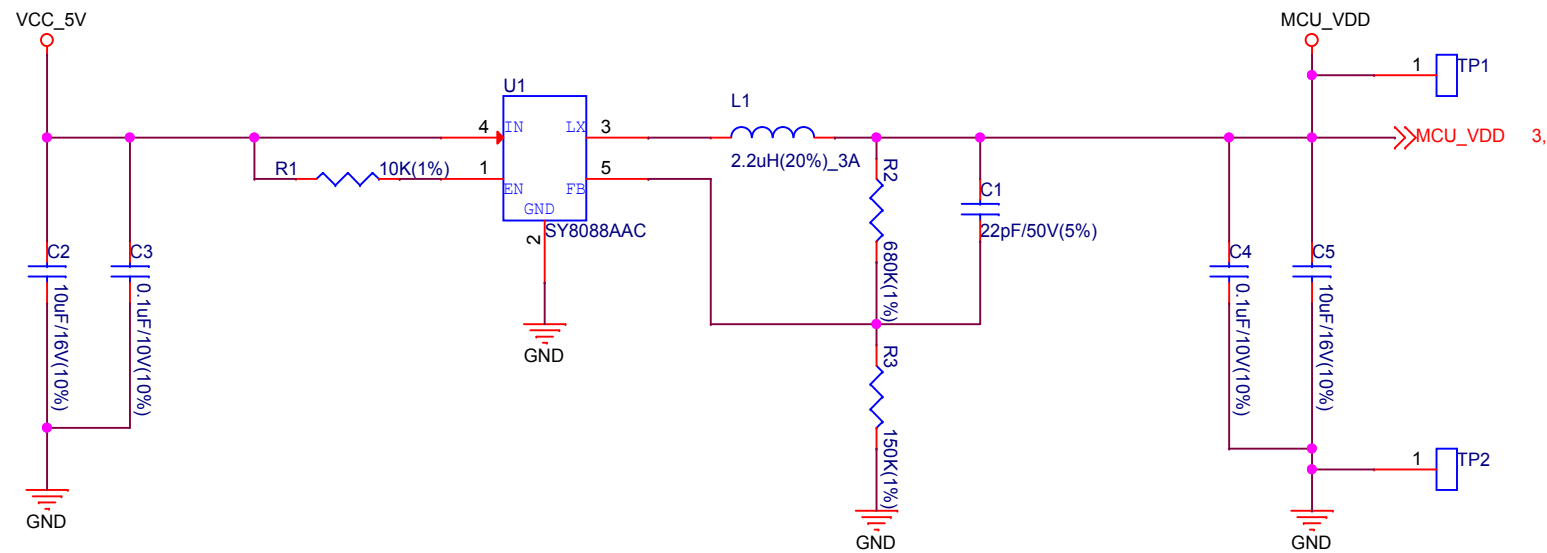 VCC_5V
MCU_VDD
1
TP1
U1
L1
4
IN
LX
3
MCU_VDD 3,
R1
10K(1%)
1
EN
FB
5
2.2uH(20%)_3A
R2
680K(1%)
C1
22pF/50V(5%)
GND
2
SY8088AAC
C2
10uF/16V(10%)
C3
0.1uF/10V(10%)
C4
0.1uF/10V(10%)
C5
10uF/16V(10%)
GND
R3
150K(1%)
1
TP2
GND
GND
GND